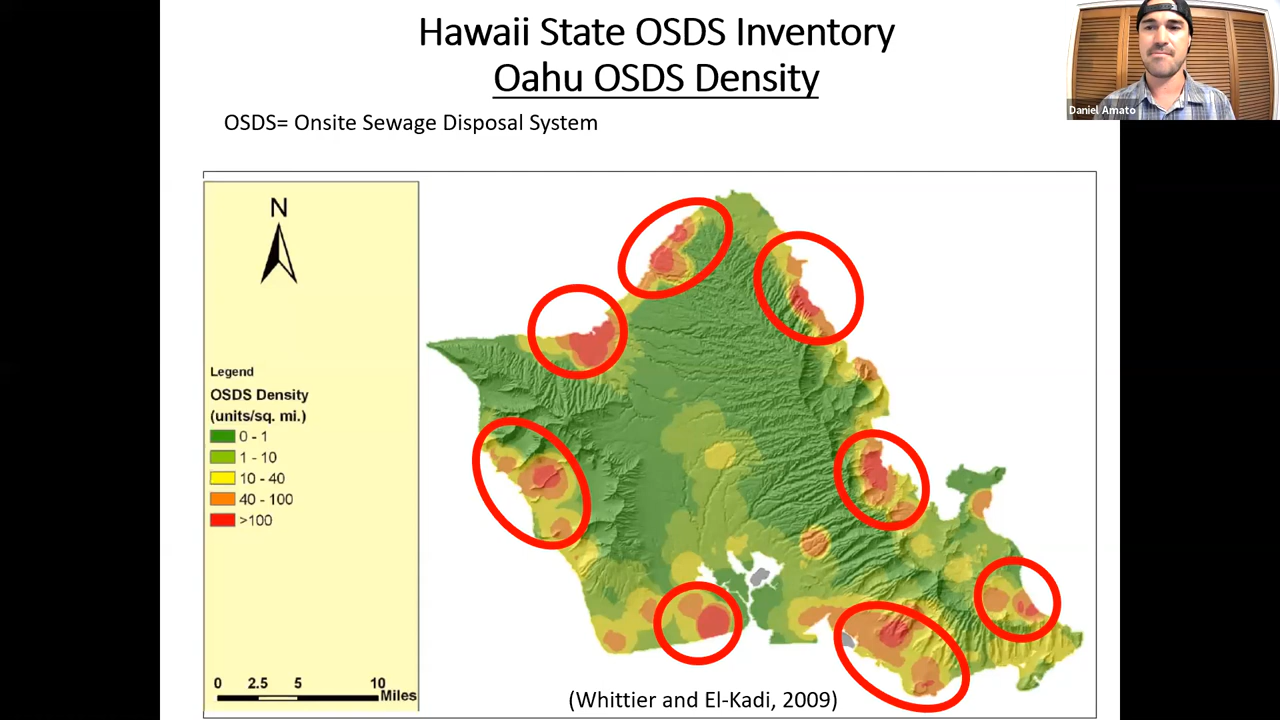 Hawaii State OSDS Inventory
Oahu OSDS Density
Daniel Amato
OSDS= Onsite Sewage Disposal System
N
Legend
OSDS Density
(units/sq. mi.)
0 - 1
1 - 10
10 - 40
40 - 100
>100
0 2.5 5 10
Miles
(Whittier and El-Kadi, 2009)